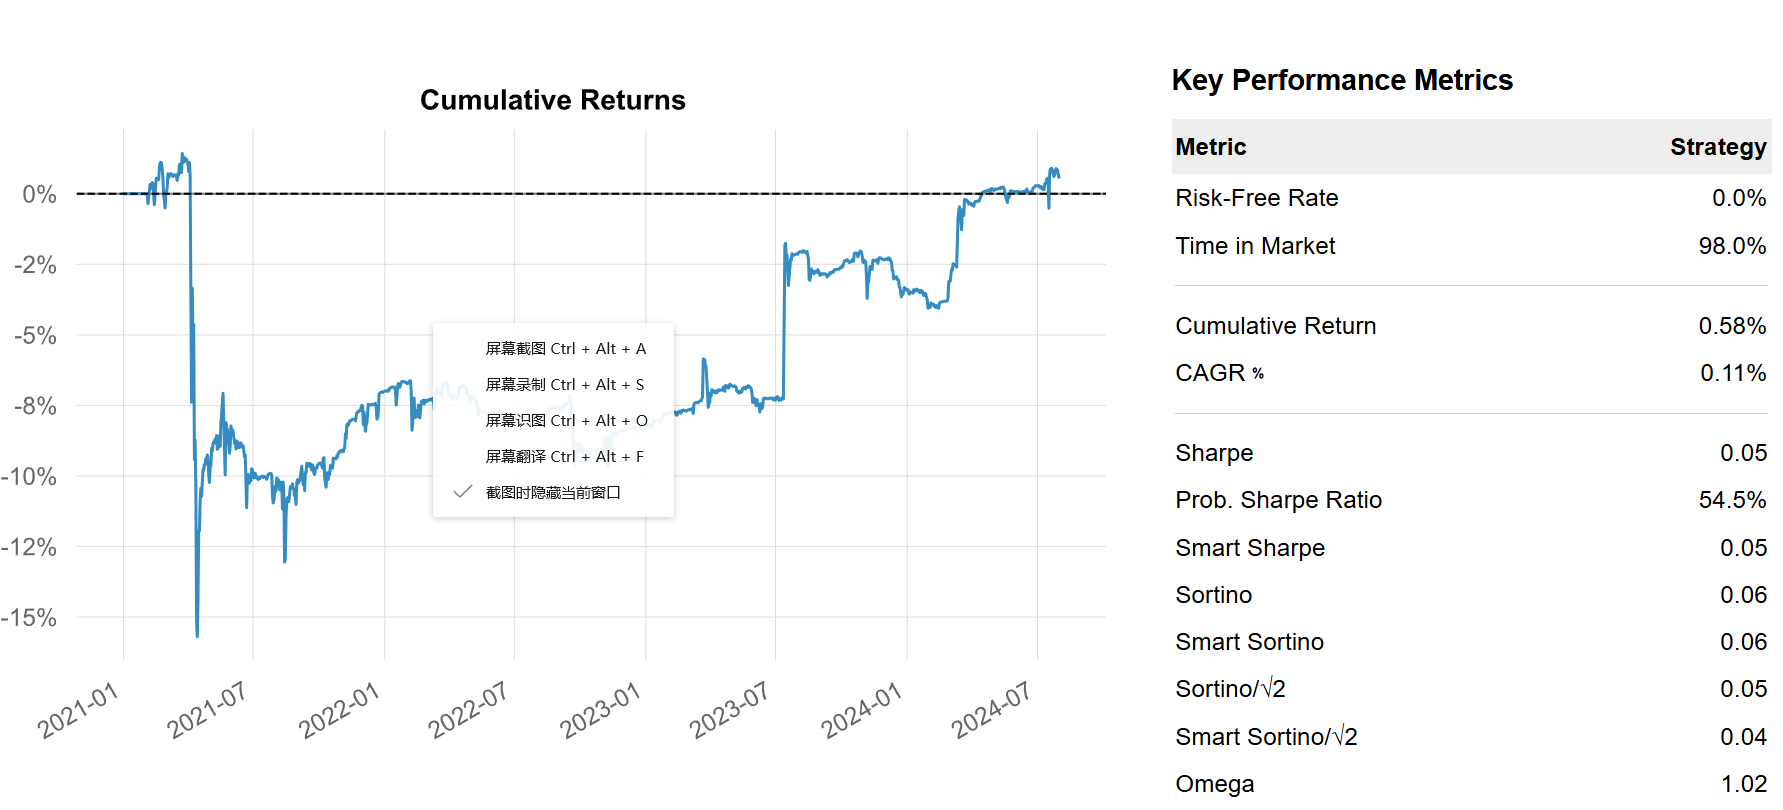 Cumulative Returns
0%
-2%
-5%
-8%
-10%
-12%
-15%
2021-01
2021-07
2022-01
2022-07
2023-01
2023-07
2024-01
2024-07
屏幕截图 Ctrl + Alt + A
屏幕录制 Ctrl + Alt + S
屏幕识图 Ctrl + Alt + O
屏幕翻译 Ctrl + Alt + F
截图时隐藏当前窗口
Key Performance Metrics
Metric Strategy
Risk-Free Rate 0.0%
Time in Market 98.0%
Cumulative Return 0.58%
CAGR﹪ 0.11%
Sharpe 0.05
Prob. Sharpe Ratio 54.5%
Smart Sharpe 0.05
Sortino 0.06
Smart Sortino 0.06
Sortino/√2 0.05
Smart Sortino/√2 0.04
Omega 1.02